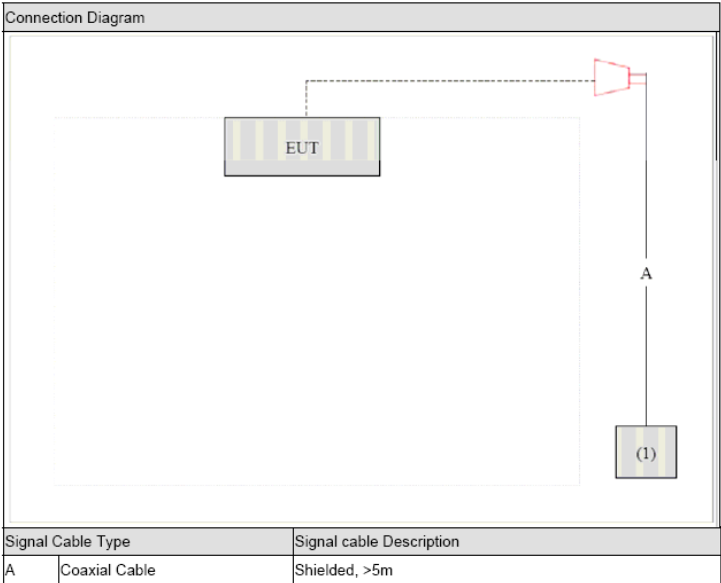 Connection Diagram
EUT
A
(1)
Signal Cable Type Signal cable Description
A Coaxial Cable Shielded, >5m